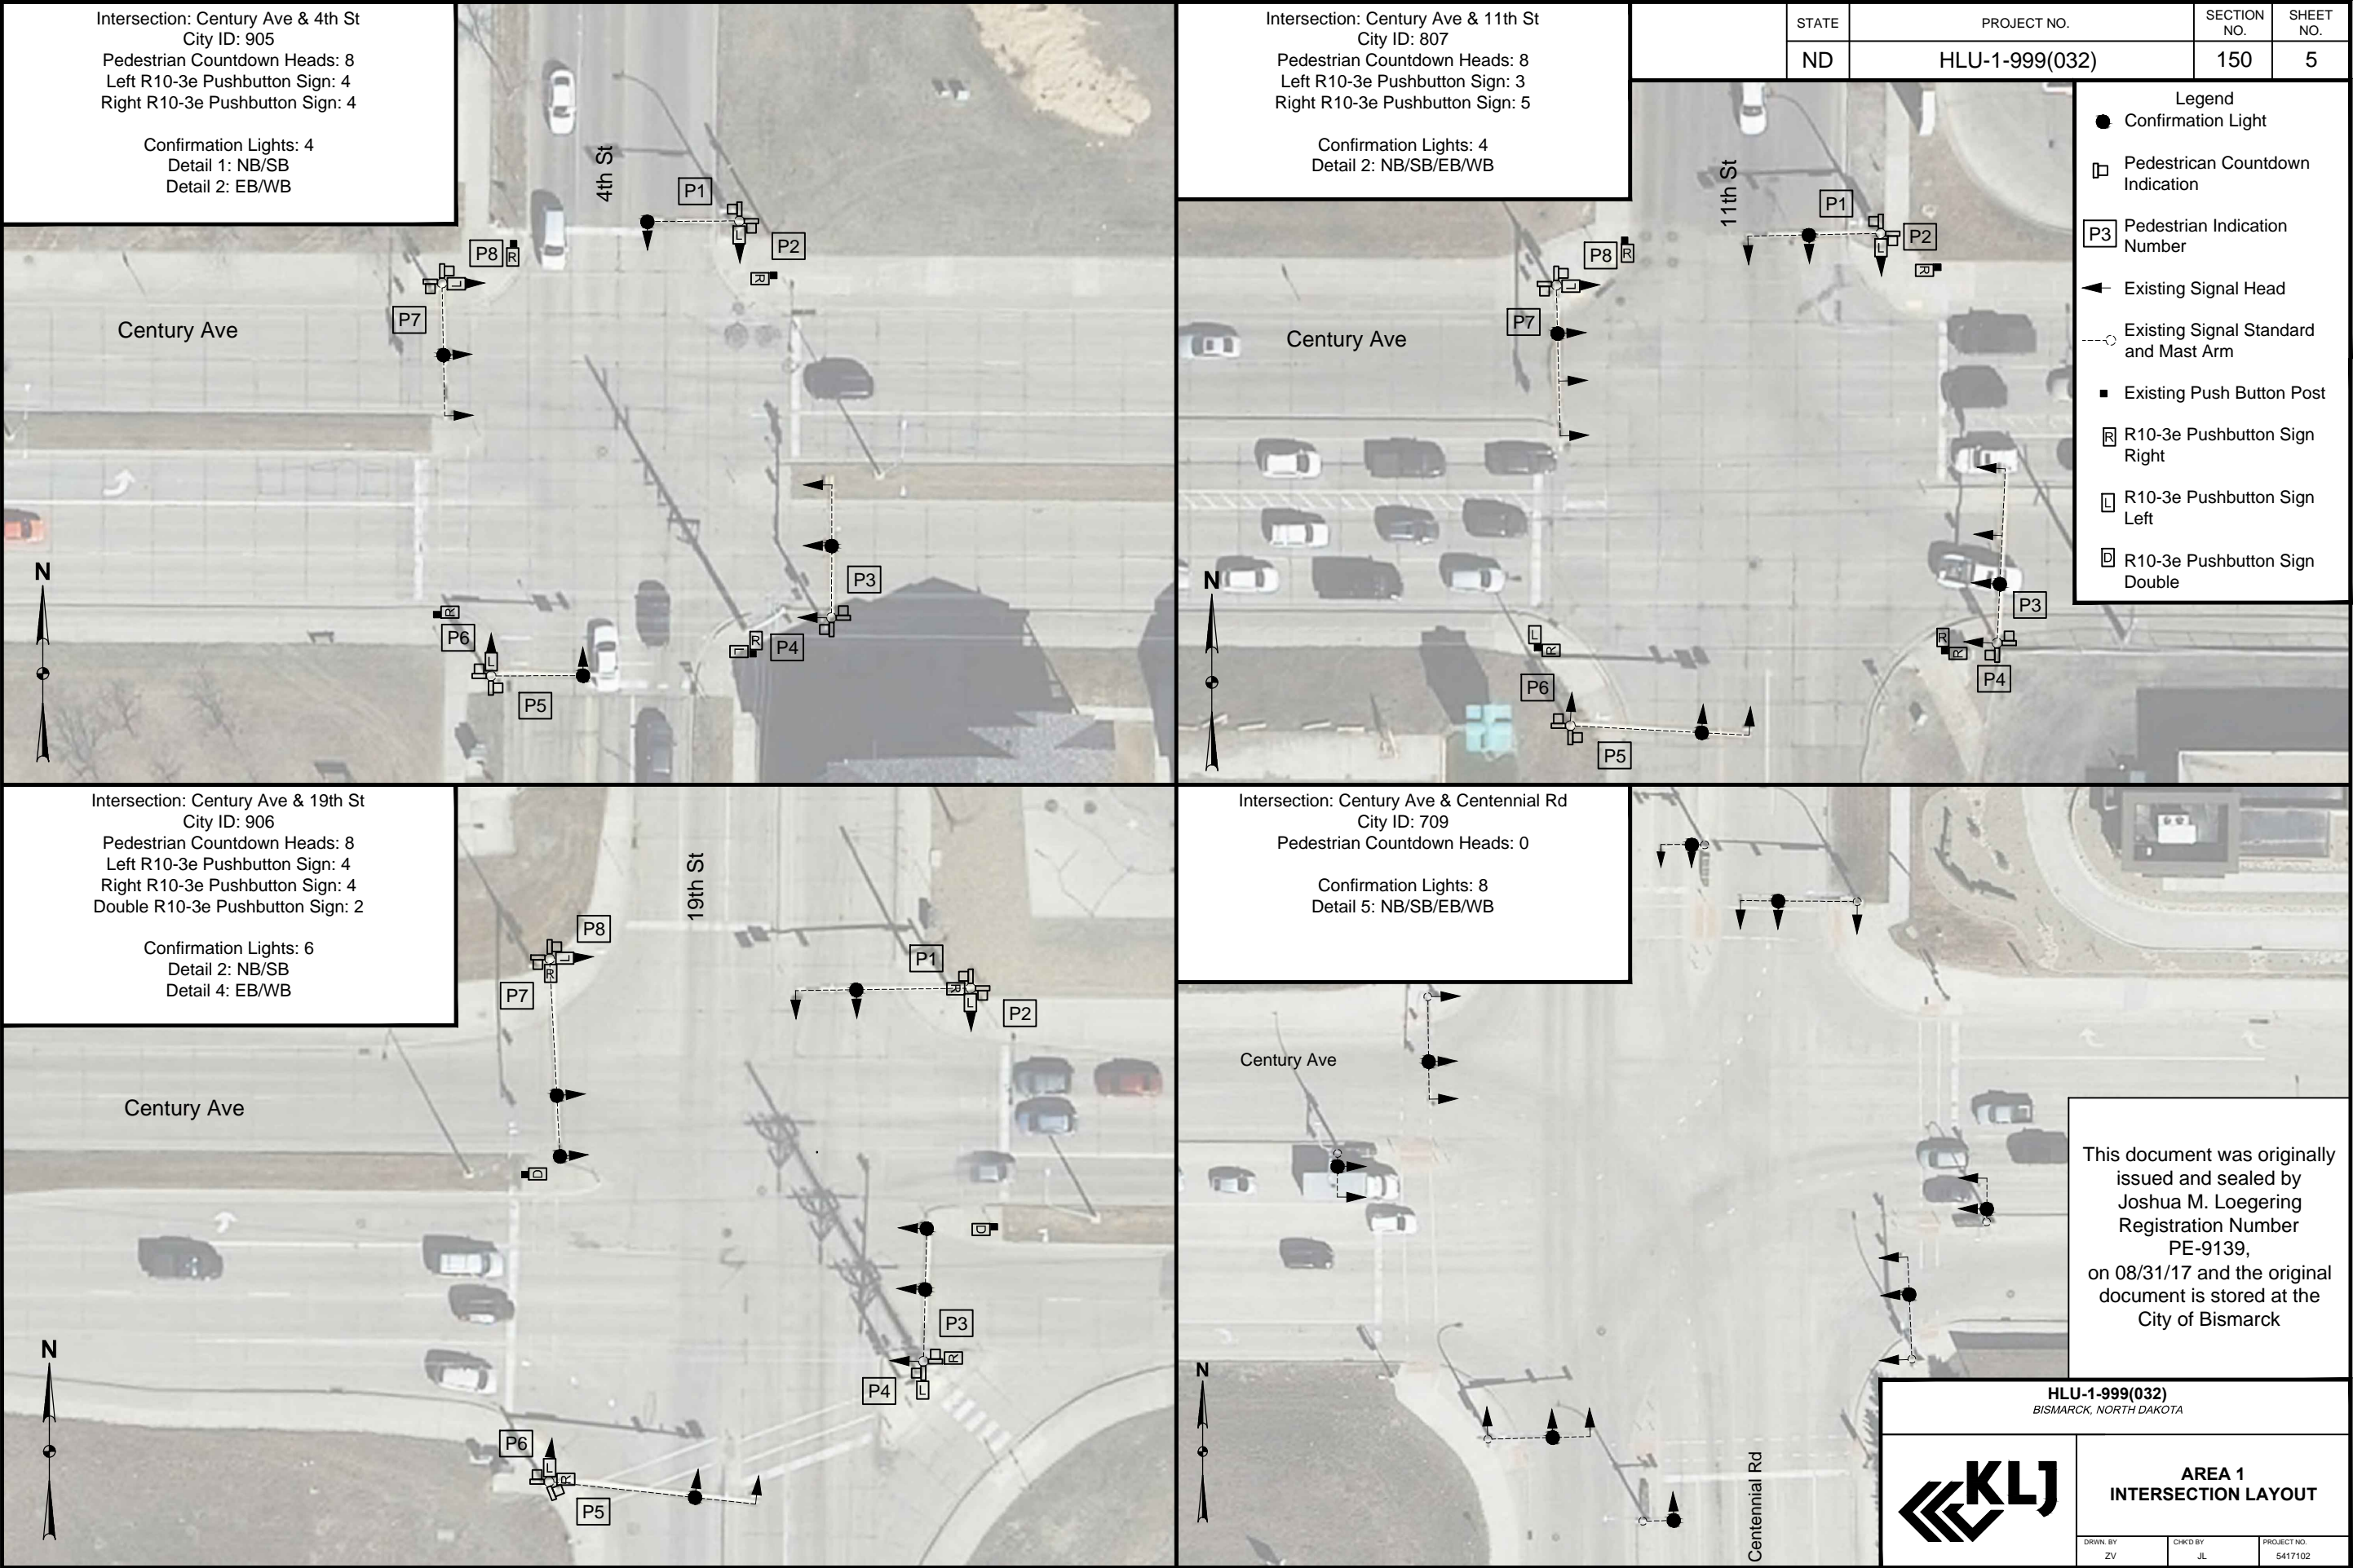 Intersection: Century Ave & 4th St
City ID: 905
Pedestrian Countdown Heads: 8
Left R10-3e Pushbutton Sign: 4
Right R10-3e Pushbutton Sign: 4
Confirmation Lights: 4
Detail 1: NB/SB
Detail 2: EB/WB
4th St
P1
L
P2
R
P8
R
L
P7
Century Ave
P3
R
P6
L
P5
R
L
P4
N
Intersection: Century Ave & 11th St
City ID: 807
Pedestrian Countdown Heads: 8
Left R10-3e Pushbutton Sign: 3
Right R10-3e Pushbutton Sign: 5
Confirmation Lights: 4
Detail 2: NB/SB/EB/WB
11th St
P1
P2
L
R
P8
R
L
P7
Century Ave
P3
R
R
P4
L
R
P6
P5
N
STATE
PROJECT NO.
SECTION NO.
SHEET NO.
ND
HLU-1-999(032)
150
5
Legend
Confirmation Light
Pedestrican Countdown
Indication
P3
Pedestrian Indication
Number
Existing Signal Head
Existing Signal Standard
and Mast Arm
Existing Push Button Post
R
R10-3e Pushbutton Sign
Right
L
R10-3e Pushbutton Sign
Left
D
R10-3e Pushbutton Sign
Double
Intersection: Century Ave & 19th St
City ID: 906
Pedestrian Countdown Heads: 8
Left R10-3e Pushbutton Sign: 4
Right R10-3e Pushbutton Sign: 4
Double R10-3e Pushbutton Sign: 2
Confirmation Lights: 6
Detail 2: NB/SB
Detail 4: EB/WB
19th St
P8
L
R
P7
P1
R
L
P2
Century Ave
D
D
P3
R
P4
L
P6
L
R
P5
N
Intersection: Century Ave & Centennial Rd
City ID: 709
Pedestrian Countdown Heads: 0
Confirmation Lights: 8
Detail 5: NB/SB/EB/WB
Century Ave
N
Centennial Rd
This document was originally
issued and sealed by
Joshua M. Loegering
Registration Number
PE-9139,
on 08/31/17 and the original
document is stored at the
City of Bismarck
HLU-1-999(032)
BISMARCK, NORTH DAKOTA
KLJ
AREA 1
INTERSECTION LAYOUT
DRWN. BY
ZV
CHK'D BY
JL
PROJECT NO.
5417102